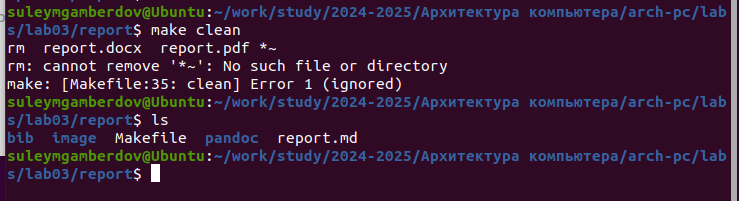 suleymgamberdov@Ubuntu:~/work/study/2024-2025/Архитектура компьютера/arch-pc/lab
s/lab03/report$ make clean
rm  report.docx  report.pdf *~
rm: cannot remove '*~': No such file or directory
make: [Makefile:35: clean] Error 1 (ignored)
suleymgamberdov@Ubuntu:~/work/study/2024-2025/Архитектура компьютера/arch-pc/lab
s/lab03/report$ ls
bib  image  Makefile  pandoc  report.md
suleymgamberdov@Ubuntu:~/work/study/2024-2025/Архитектура компьютера/arch-pc/lab
s/lab03/report$